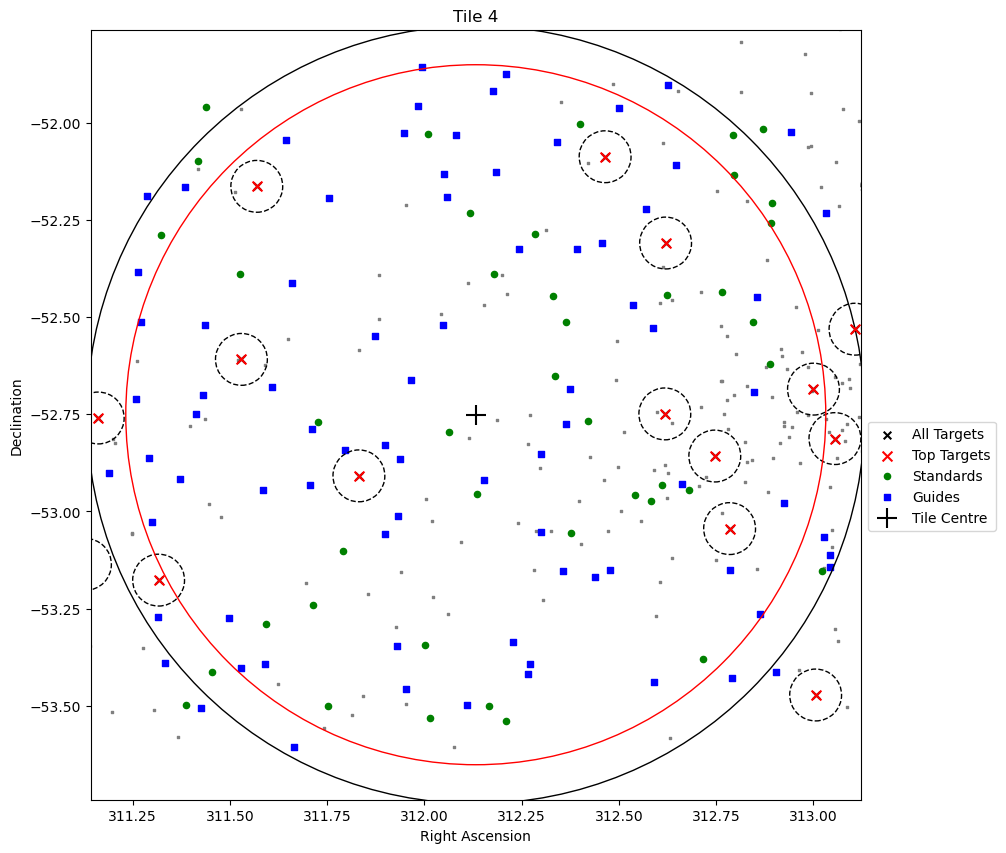 Tile 4
Declination
−52.00
−52.25
−52.50
−52.75
−53.00
−53.25
−53.50
311.25 311.50 311.75 312.00 312.25 312.50 312.75 313.00
Right Ascension
All Targets
Top Targets
Standards
Guides
Tile Centre